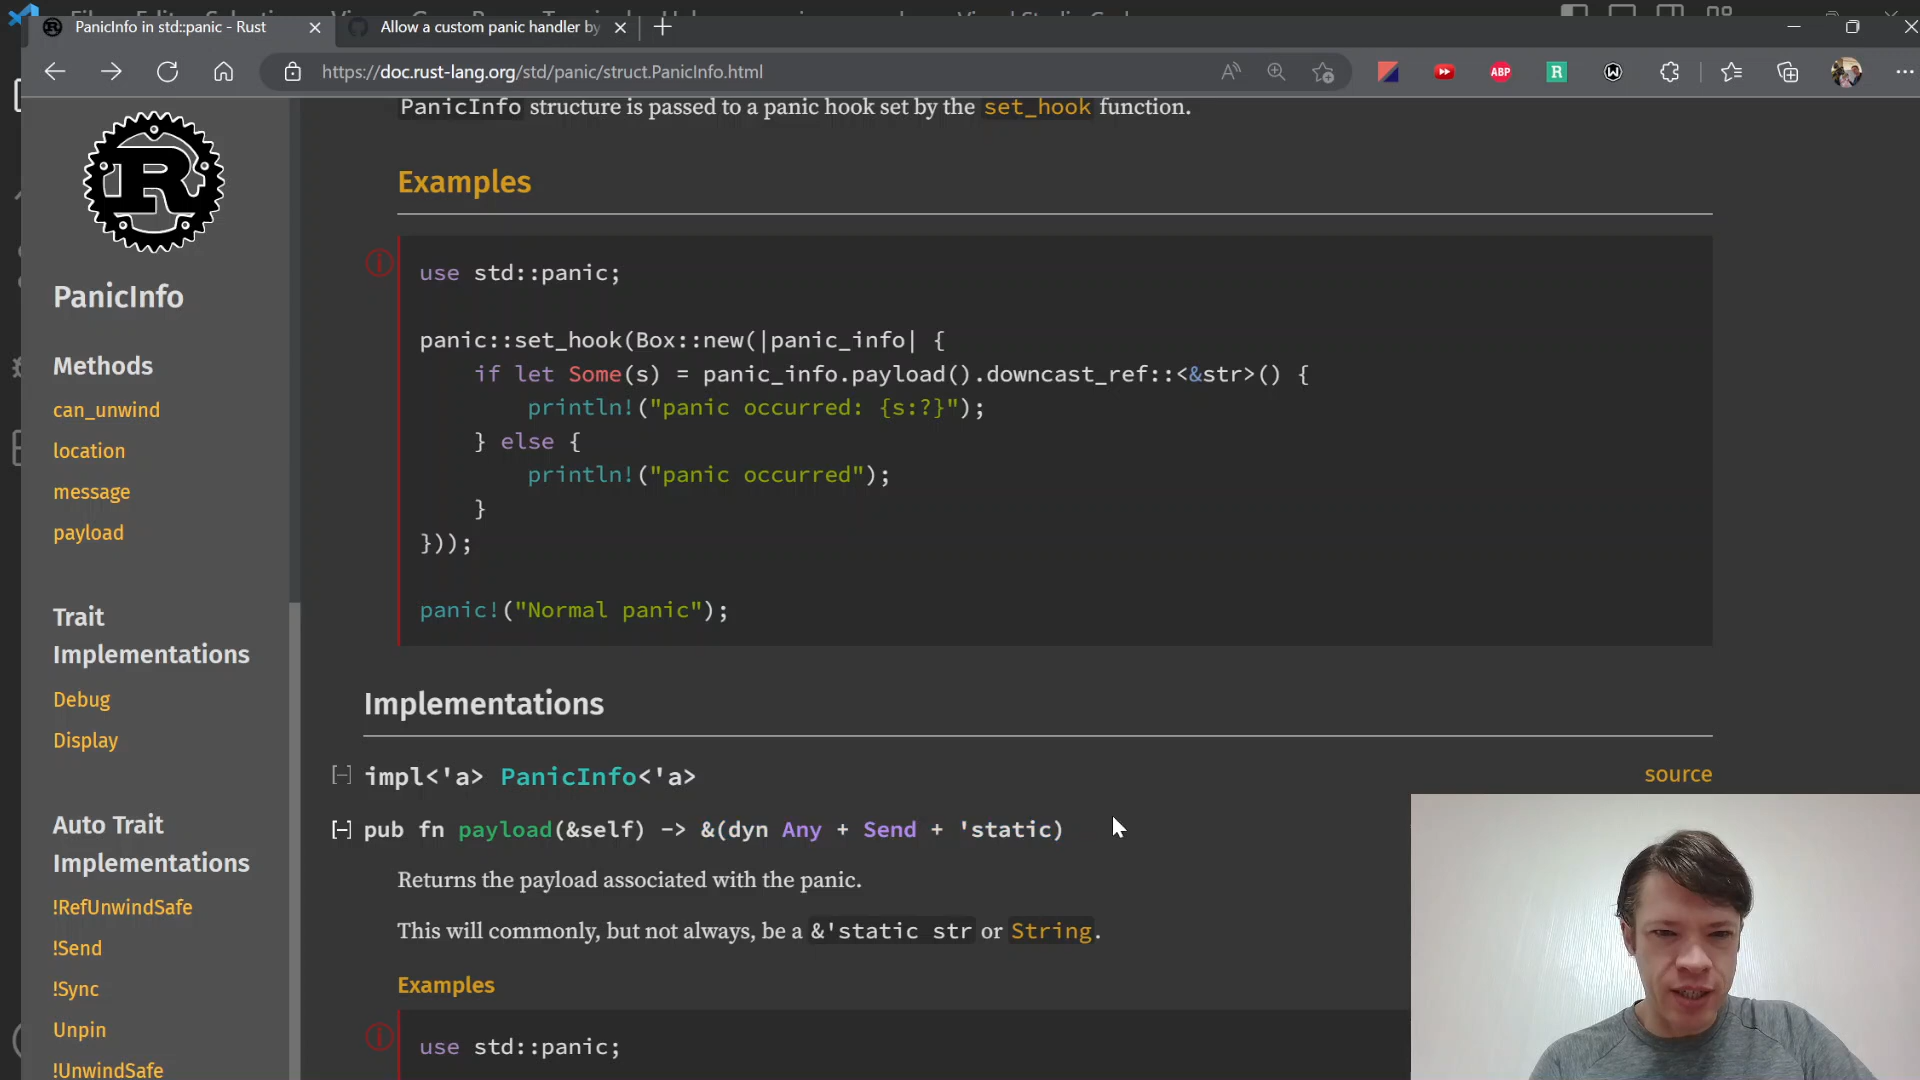 PanicInfo in std::panic - Rust
Allow a custom panic handler by
https://doc.rust-lang.org/std/panic/struct.PanicInfo.html
ABP
R
PanicInfo structure is passed to a panic hook set by the set_hook function.
Examples
use std::panic;
panic::set_hook(Box::new(|panic_info| {
if let Some(s) = panic_info.payload().downcast_ref::<&str>() {
println!("panic occurred: {s:?}");
} else {
println!("panic occurred");
}
}));
panic!("Normal panic");
Implementations
impl<'a> PanicInfo<'a>
source
pub fn payload(&self) -> &(dyn Any + Send + 'static)
Returns the payload associated with the panic.
This will commonly, but not always, be a &'static str or String.
Examples
use std::panic;
R
PanicInfo
Methods
can_unwind
location
message
payload
Trait
Implementations
Debug
Display
Auto Trait
Implementations
!RefUnwindSafe
!Send
!Sync
Unpin
!UnwindSafe